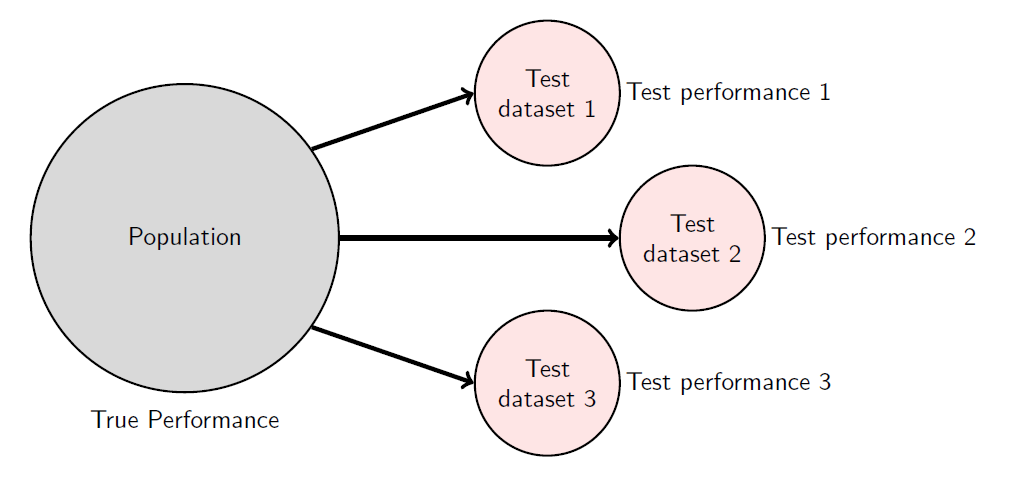 Test
dataset 1
Test performance 1
Population
Test
dataset 2
Test performance 2
Test
dataset 3
Test performance 3
True Performance